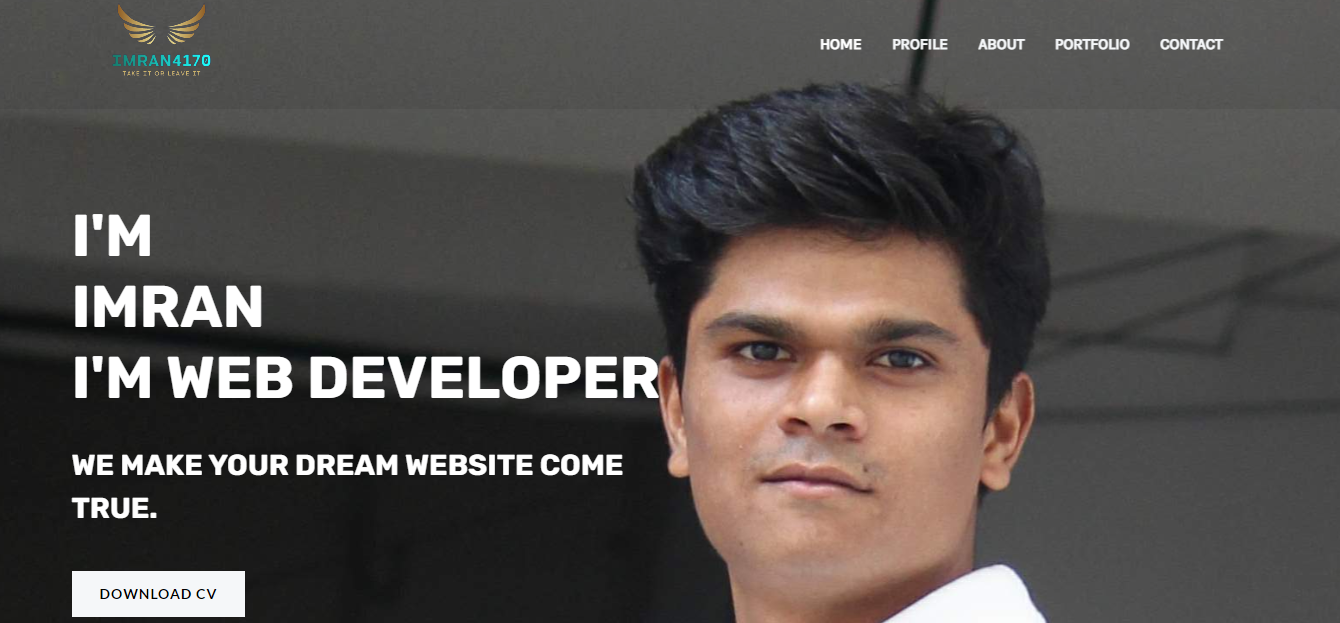 IMRAN4170
TAKE IT OR LEAVE IT
HOME PROFILE ABOUT PORTFOLIO CONTACT
I'M
IMRAN
I'M WEB DEVELOPER
WE MAKE YOUR DREAM WEBSITE COME
TRUE.
DOWNLOAD CV